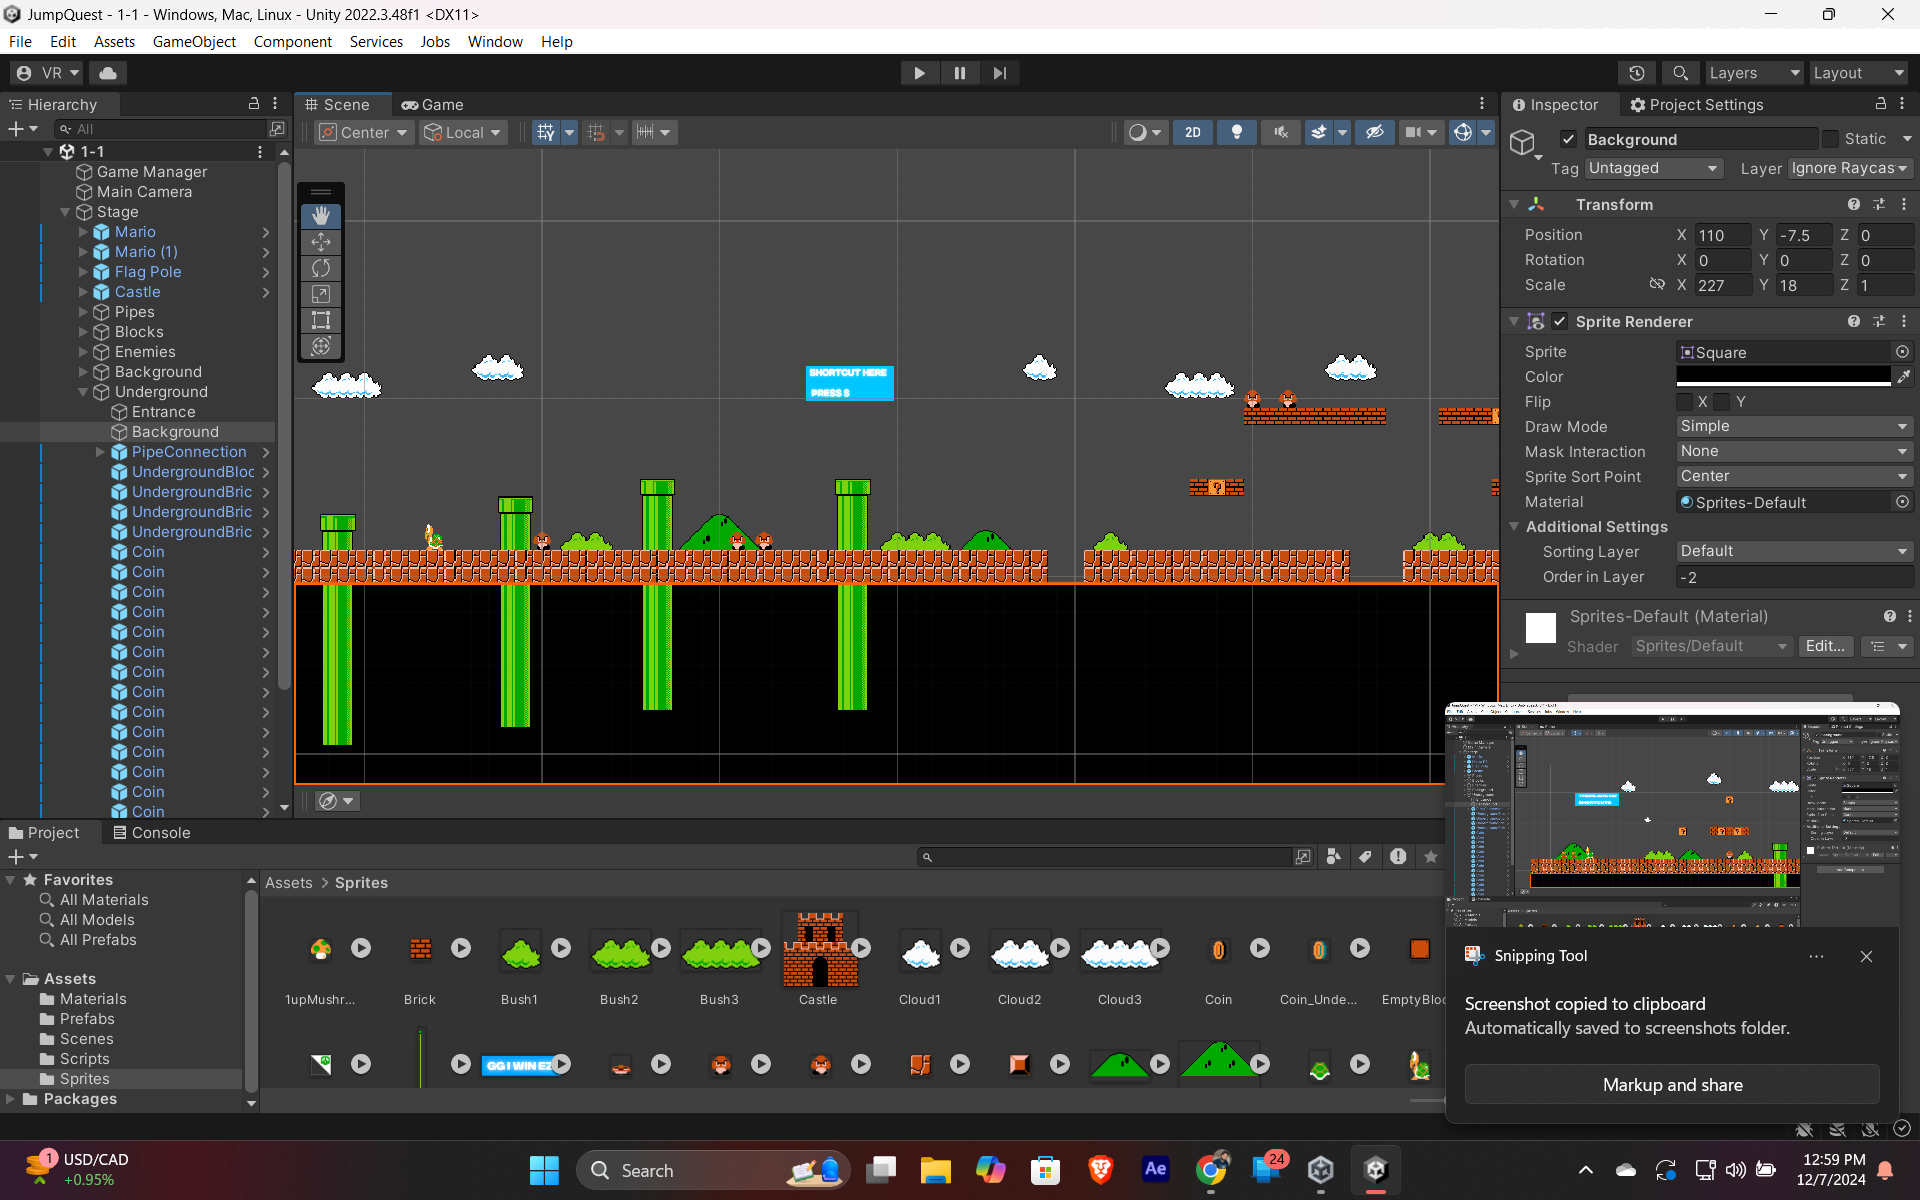 JumpQuest - 1-1 - Windows, Mac, Linux - Unity 2022.3.48f1 <DX11>
File Edit Assets GameObject Component Services Jobs Window Help
VR Layers Layout
Hierarchy
All
1-1
Game Manager
Main Camera
Stage
Mario
Mario (1)
Flag Pole
Castle
Pipes
Blocks
Enemies
Background
Underground
Entrance
Background
PipeConnection
UndergroundBloc
UndergroundBric
UndergroundBric
UndergroundBric
Coin
Coin
Coin
Coin
Coin
Coin
Coin
Coin
Coin
Coin
Coin
Coin
Coin
Coin
Scene Game
Center Local 2D
SHORTCUT HERE
PRESS S
Inspector Project Settings
Background Static
Tag Untagged Layer Ignore Raycas
Transform
Position X 110 Y -7.5 Z 0
Rotation X 0 Y 0 Z 0
Scale X 227 Y 18 Z 1
Sprite Renderer
Sprite Square
Color
Flip X Y
Draw Mode Simple
Mask Interaction None
Sprite Sort Point Center
Material Sprites-Default
Additional Settings
Sorting Layer Default
Order in Layer -2
Sprites-Default (Material)
Shader Sprites/Default Edit...
Project Console
Favorites
All Materials
All Models
All Prefabs
Assets
Materials
Prefabs
Scenes
Scripts
Sprites
Packages
Assets > Sprites
1upMushr... Brick Bush1 Bush2 Bush3 Castle Cloud1 Cloud2 Cloud3 Coin Coin_Unde... EmptyBloc
GG I WIN EZ
Snipping Tool
Screenshot copied to clipboard
Automatically saved to screenshots folder.
Markup and share
1 USD/CAD
+0.95%
Search
Ae
24
12:59 PM
12/7/2024